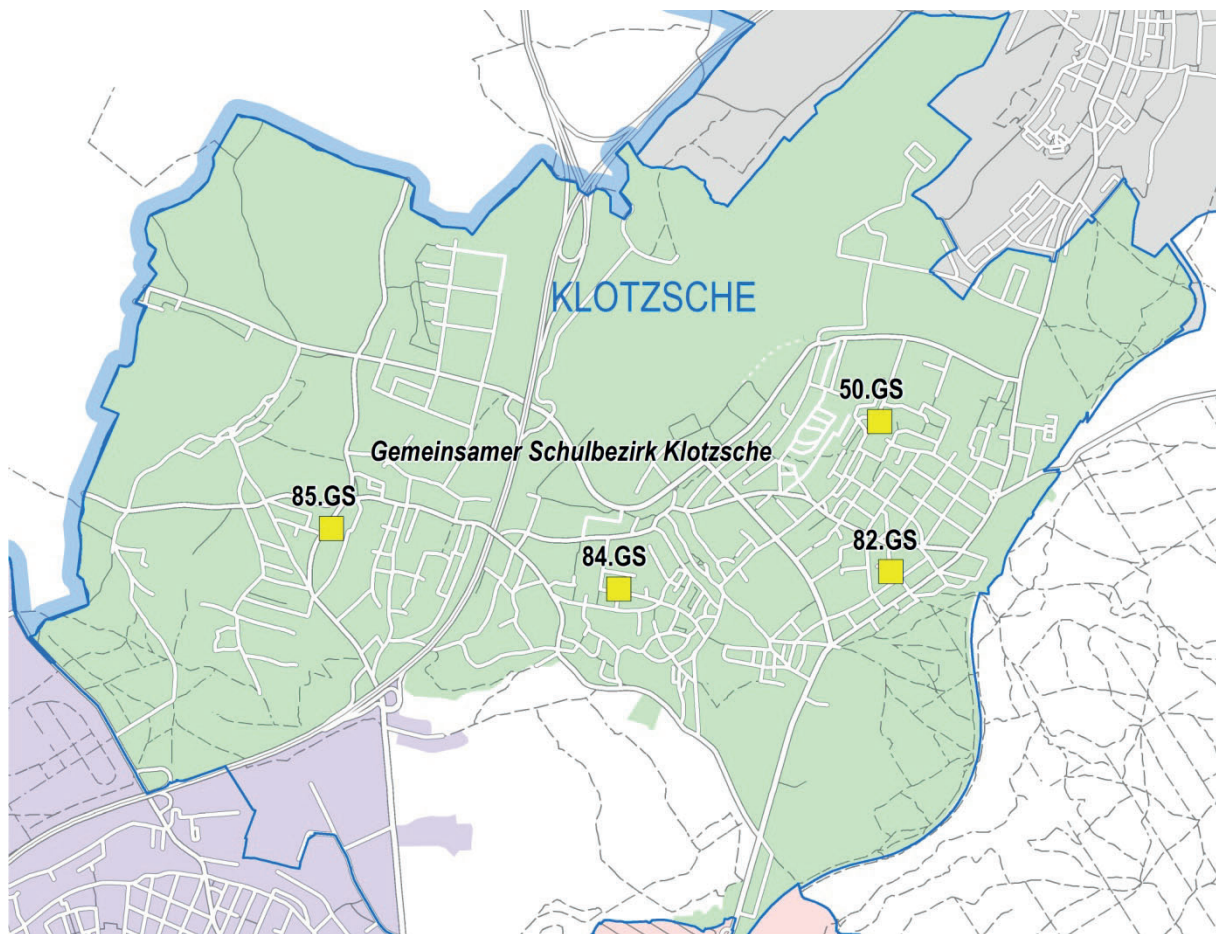 KLOTZSCHE
50.GS
Gemeinsamer Schulbezirk Klotzsche
85.GS
82.GS
84.GS